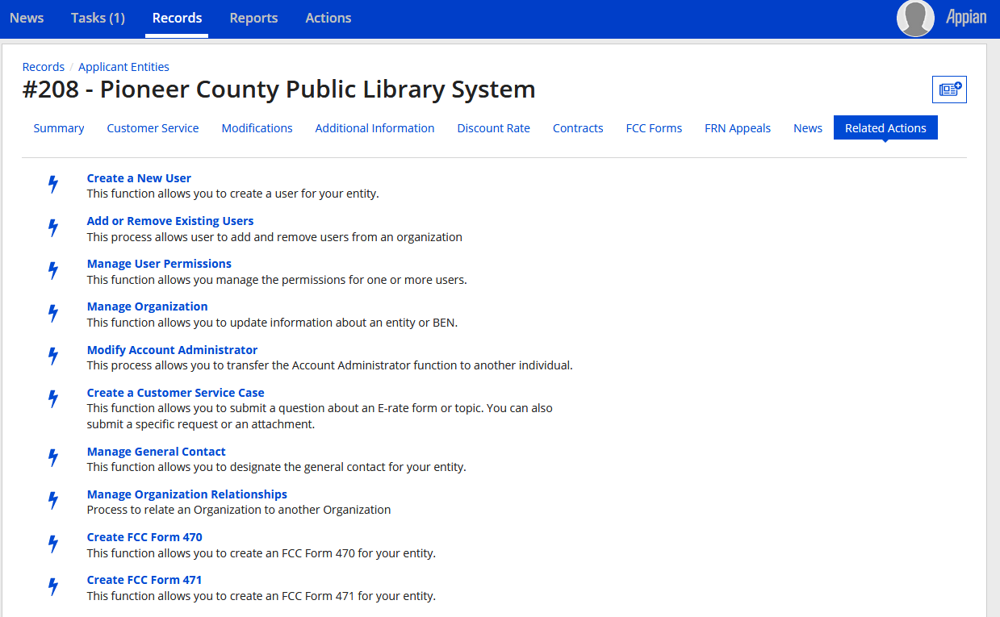 News Tasks (1) Records Reports Actions Appian
Records / Applicant Entities
#208 - Pioneer County Public Library System
Summary Customer Service Modifications Additional Information Discount Rate Contracts FCC Forms FRN Appeals News Related Actions
Create a New User
This function allows you to create a user for your entity.
Add or Remove Existing Users
This process allows user to add and remove users from an organization
Manage User Permissions
This function allows you manage the permissions for one or more users.
Manage Organization
This function allows you to update information about an entity or BEN.
Modify Account Administrator
This process allows you to transfer the Account Administrator function to another individual.
Create a Customer Service Case
This function allows you to submit a question about an E-rate form or topic. You can also
submit a specific request or an attachment.
Manage General Contact
This function allows you to designate the general contact for your entity.
Manage Organization Relationships
Process to relate an Organization to another Organization
Create FCC Form 470
This function allows you to create an FCC Form 470 for your entity.
Create FCC Form 471
This function allows you to create an FCC Form 471 for your entity.